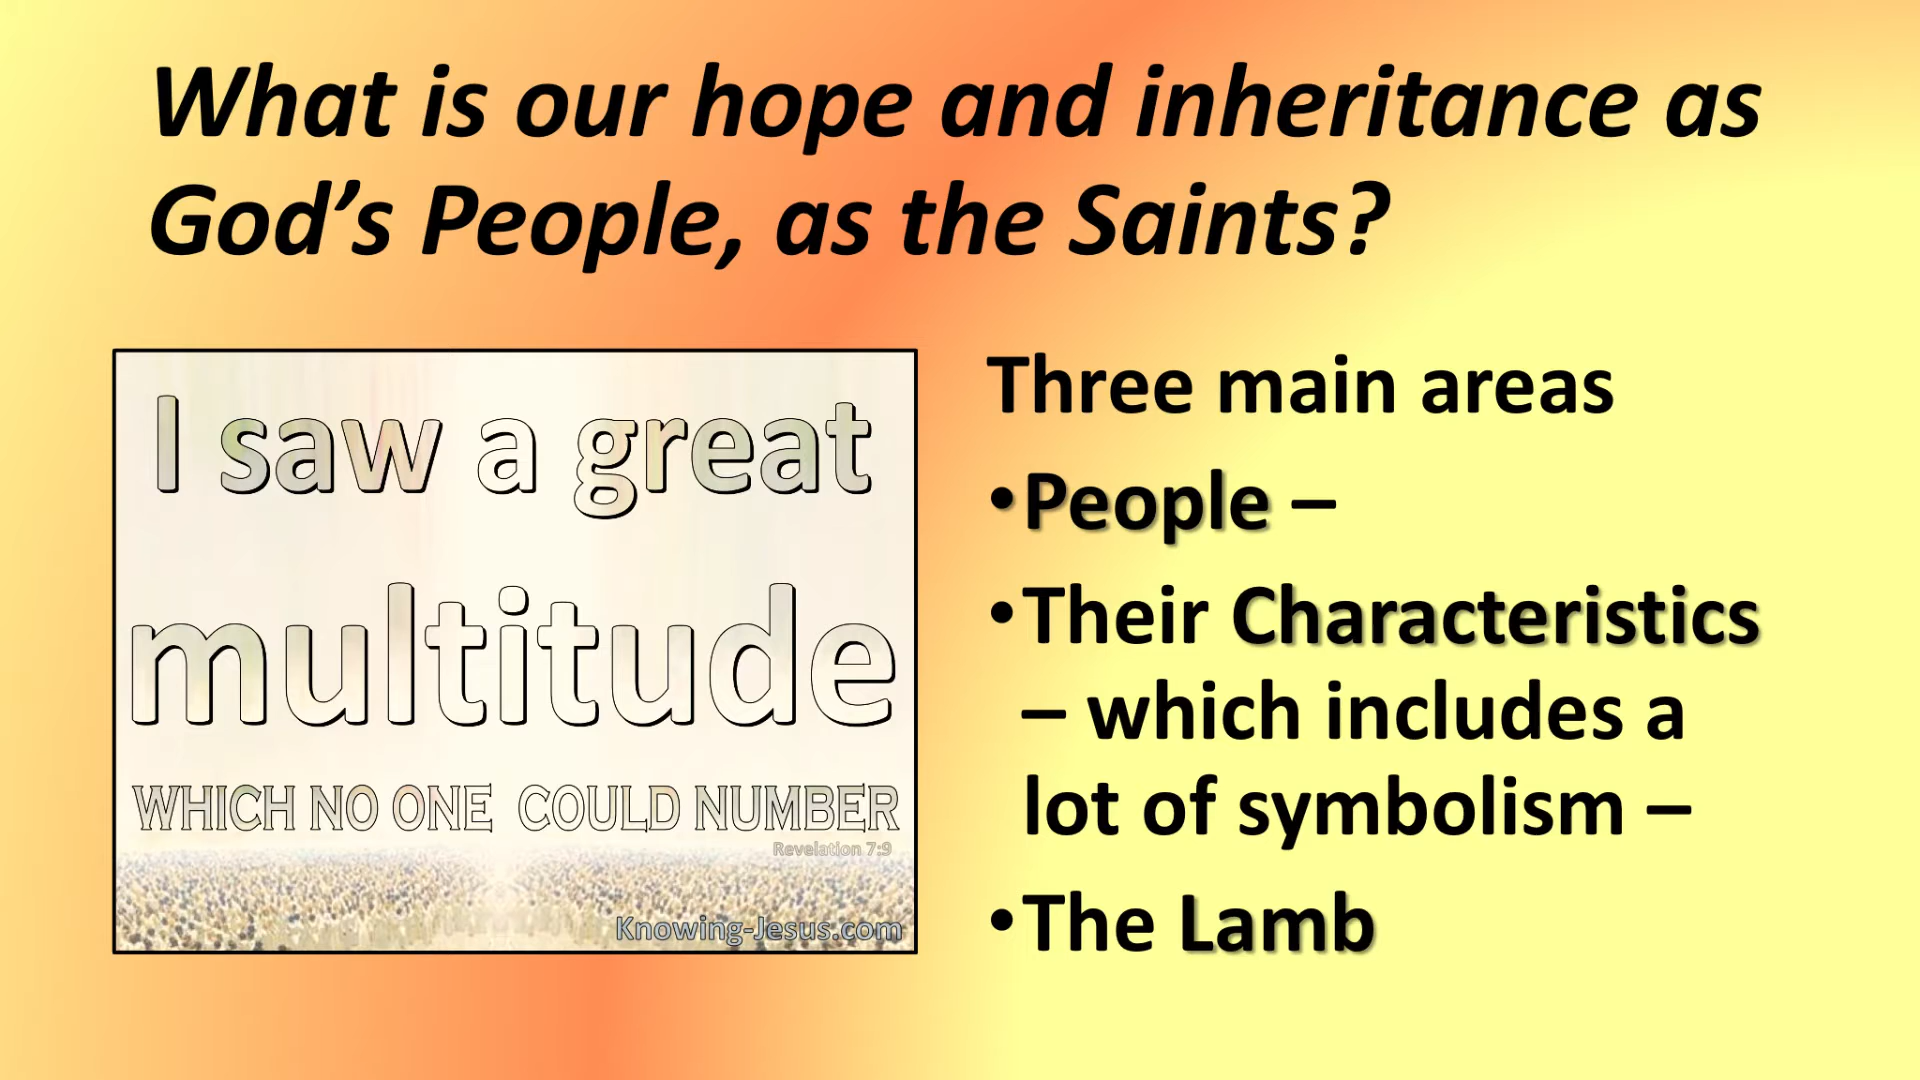 What is our hope and inheritance as
God’s People, as the Saints?
I saw a great
multitude
WHICH NO ONE COULD NUMBER
Revelation 7:9
Knowing-Jesus.com
Three main areas
•People –
•Their Characteristics
– which includes a
lot of symbolism –
•The Lamb